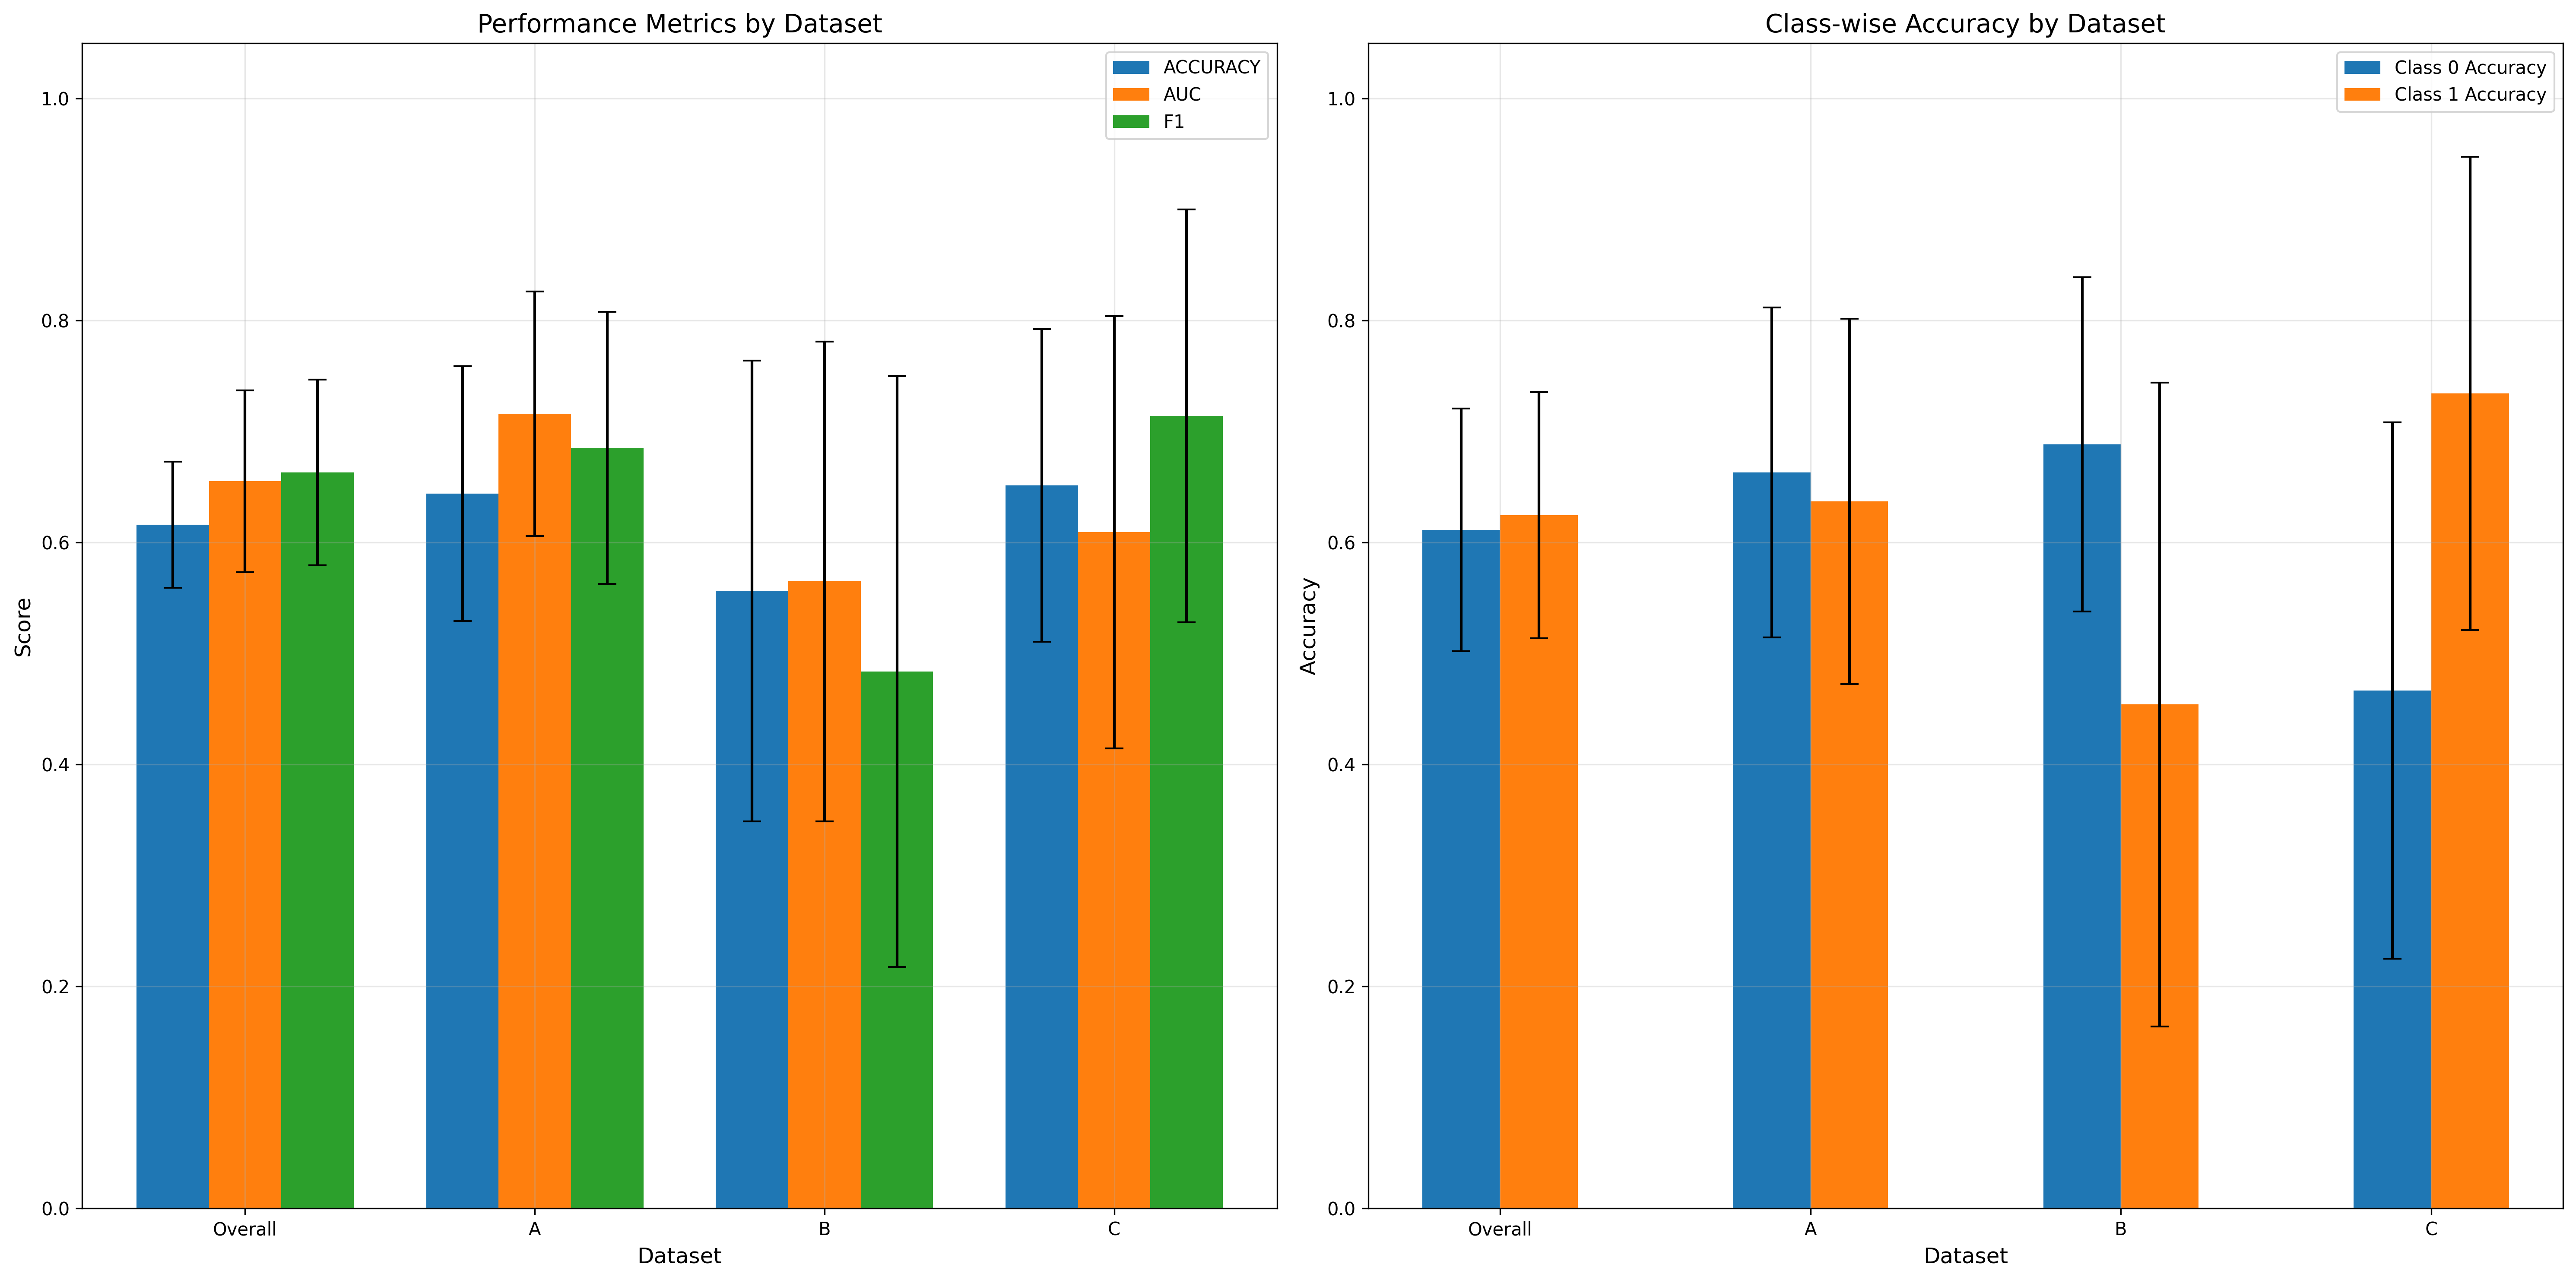 Performance Metrics by Dataset
ACCURACY
AUC
F1
1.0
0.8
0.6
0.4
0.2
0.0
Score
Overall
A
B
C
Dataset
Class-wise Accuracy by Dataset
Class 0 Accuracy
Class 1 Accuracy
1.0
0.8
0.6
0.4
0.2
0.0
Accuracy
Overall
A
B
C
Dataset